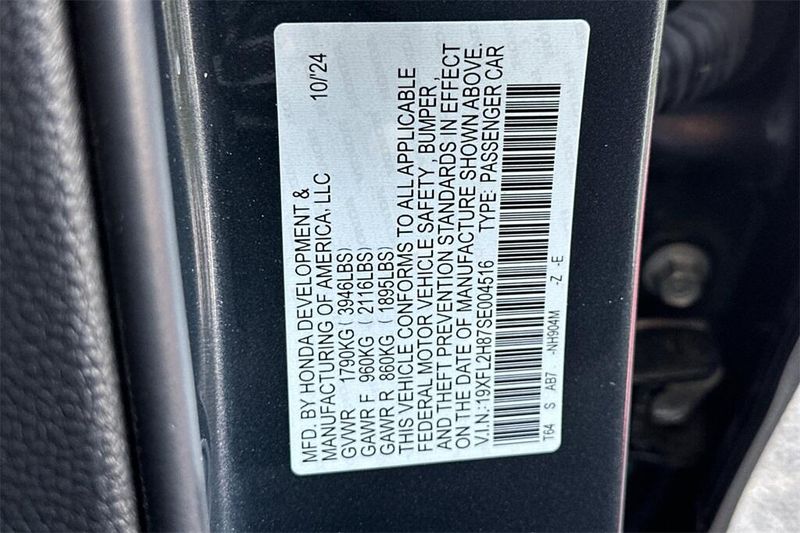 MFD. BY HONDA DEVELOPMENT & 10/'24
MANUFACTURING OF AMERICA, LLC
GVWR 1790KG ( 3946LBS)
GAWR F 960KG ( 2116LBS)
GAWR R 860KG ( 1895LBS)
THIS VEHICLE CONFORMS TO ALL APPLICABLE
FEDERAL MOTOR VEHICLE SAFETY, BUMPER,
AND THEFT PREVENTION STANDARDS IN EFFECT
ON THE DATE OF MANUFACTURE SHOWN ABOVE.
V.I.N.:19XFL2H87SE004516 TYPE: PASSENGER CAR
T64 S AB7 -NH904M -Z -E